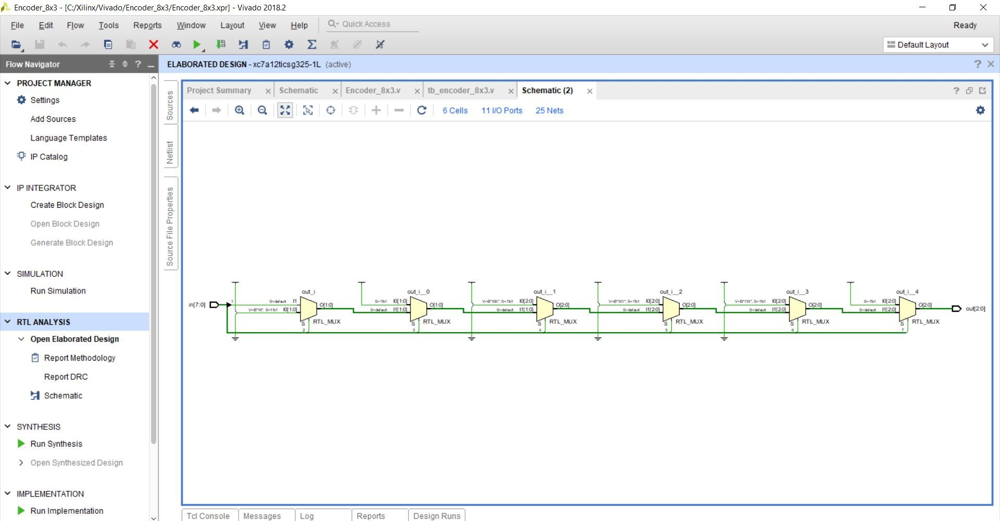 Encoder_8x3 - [C:/Xilinx/Vivado/Encoder_8x3/Encoder_8x3.xpr] - Vivado 2018.2
File Edit Flow Tools Reports Window Layout View Help Quick Access Ready
Default Layout
Flow Navigator
ELABORATED DESIGN - xc7a12ticsg325-1L (active)
PROJECT MANAGER
Settings
Add Sources
Language Templates
IP Catalog
IP INTEGRATOR
Create Block Design
Open Block Design
Generate Block Design
SIMULATION
Run Simulation
RTL ANALYSIS
Open Elaborated Design
Report Methodology
Report DRC
Schematic
SYNTHESIS
Run Synthesis
Open Synthesized Design
IMPLEMENTATION
Run Implementation
Sources
Netlist
Source File Properties
Project Summary Schematic Encoder_8x3.v tb_encoder_8x3.v Schematic (2)
6 Cells 11 I/O Ports 25 Nets
out_i out_i__0 out_i__1 out_i__2 out_i__3 out_i__4
in[7:0] 1 S=default I1 O[1:0] S=1'b1 I0[1:0] O[1:0] V=B"100", S=1'b1 I0[2:0] O[2:0] V=B"101", S=1'b1 I0[2:0] O[2:0] V=B"110", S=1'b1 I0[2:0] O[2:0] S=1'b1 I0[2:0] O[2:0] out[2:0]
V=B"10", S=1'b1 I0[1:0] S=default I1[1:0] S=default I1[2:0] S=default I1[2:0] S=default I1[2:0] S=default I1[2:0]
S RTL_MUX S RTL_MUX S RTL_MUX S RTL_MUX S RTL_MUX S RTL_MUX
2 3 4 5 6 7
Tcl Console Messages Log Reports Design Runs